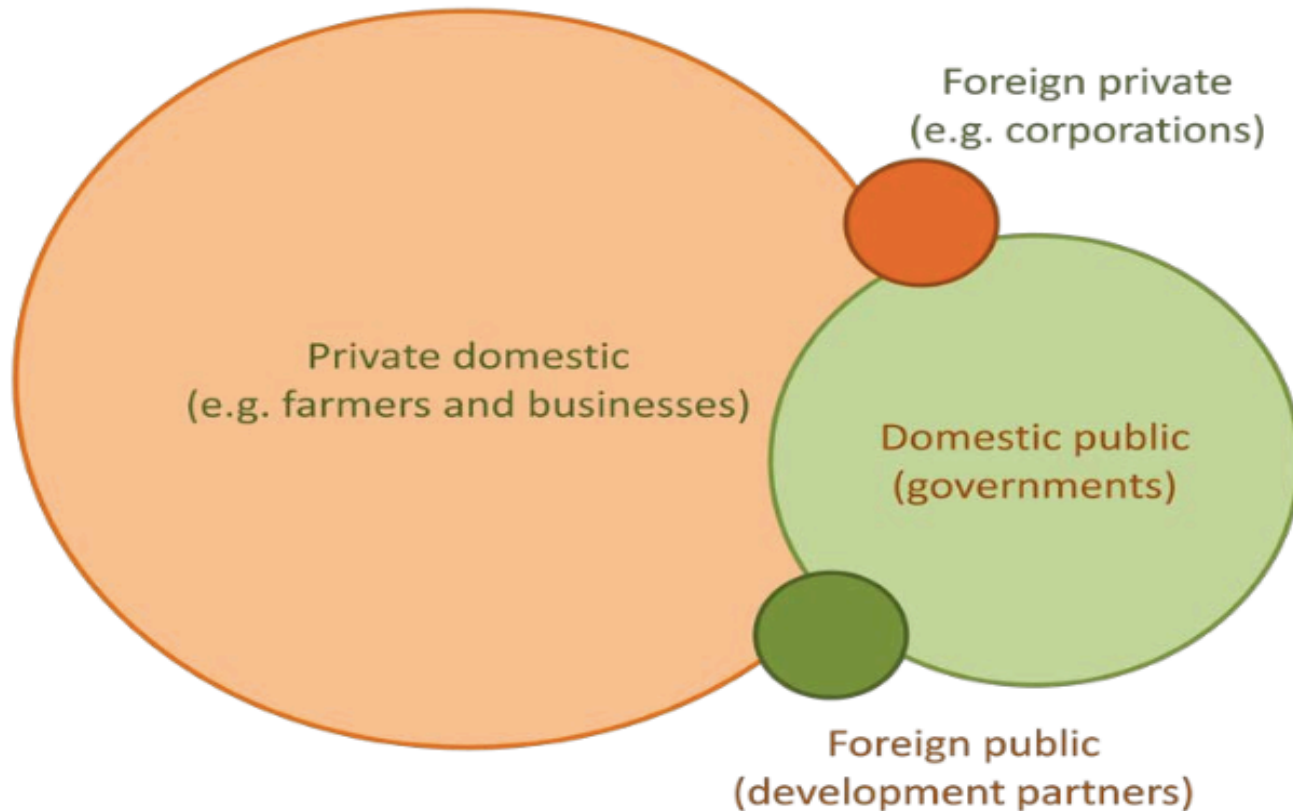 Foreign private
(e.g. corporations)
Private domestic
(e.g. farmers and businesses)
Domestic public
(governments)
Foreign public
(development partners)